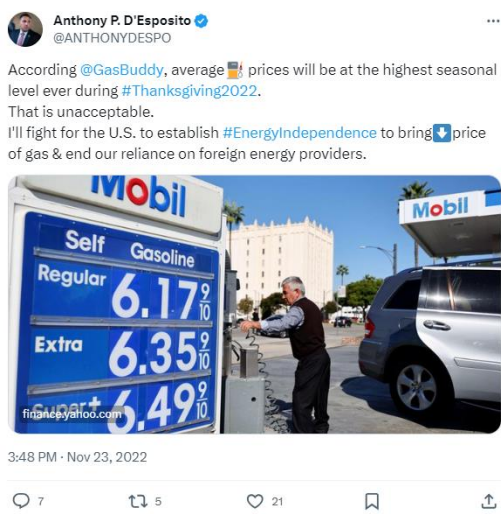 Anthony P. D'Esposito
@ANTHONYDESPO
According @GasBuddy, average⛽ prices will be at the highest seasonal
level ever during #Thanksgiving2022.
That is unacceptable.
I'll fight for the U.S. to establish #EnergyIndependence to bring⬇️price
of gas & end our reliance on foreign energy providers.
Mobil
Self Gasoline
Regular 6.17 9/10
Extra 6.35 9/10
Super+ 6.49 9/10
Mobil
finance.yahoo.com
3:48 PM · Nov 23, 2022
7 5 21